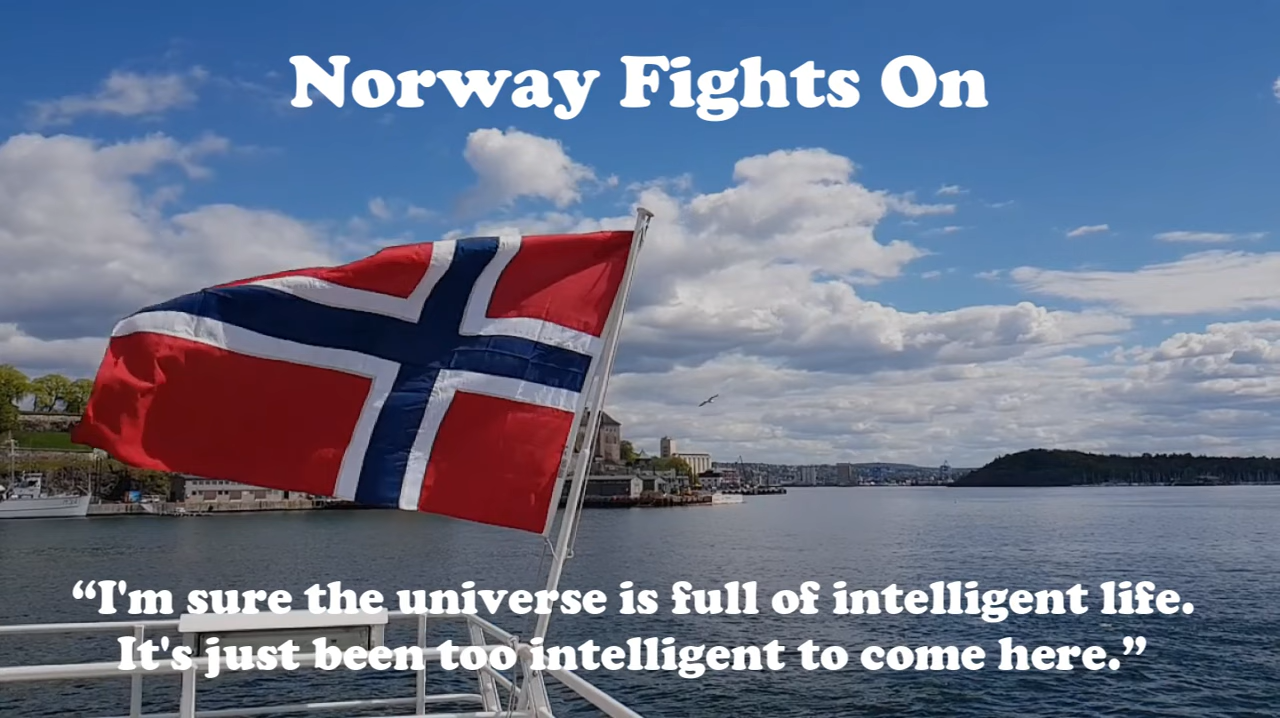 Norway Fights On
“I'm sure the universe is full of intelligent life.
It's just been too intelligent to come here.”